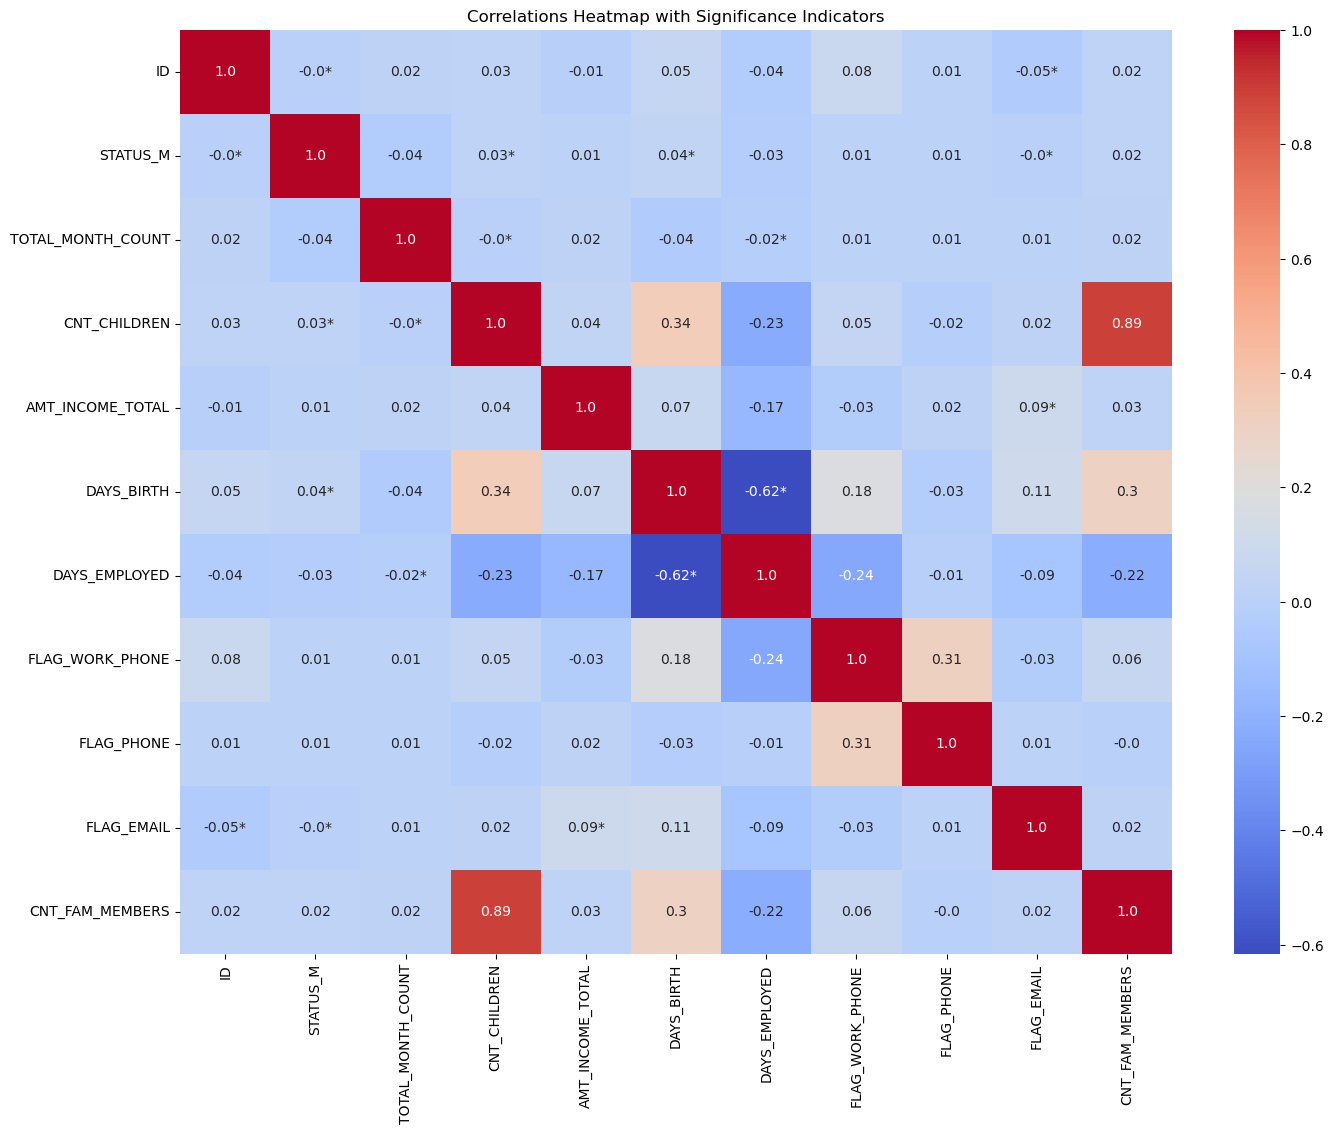 Correlations Heatmap with Significance Indicators
ID 1.0 -0.0* 0.02 0.03 -0.01 0.05 -0.04 0.08 0.01 -0.05* 0.02
STATUS_M -0.0* 1.0 -0.04 0.03* 0.01 0.04* -0.03 0.01 0.01 -0.0* 0.02
TOTAL_MONTH_COUNT 0.02 -0.04 1.0 -0.0* 0.02 -0.04 -0.02* 0.01 0.01 0.01 0.02
CNT_CHILDREN 0.03 0.03* -0.0* 1.0 0.04 0.34 -0.23 0.05 -0.02 0.02 0.89
AMT_INCOME_TOTAL -0.01 0.01 0.02 0.04 1.0 0.07 -0.17 -0.03 0.02 0.09* 0.03
DAYS_BIRTH 0.05 0.04* -0.04 0.34 0.07 1.0 -0.62* 0.18 -0.03 0.11 0.3
DAYS_EMPLOYED -0.04 -0.03 -0.02* -0.23 -0.17 -0.62* 1.0 -0.24 -0.01 -0.09 -0.22
FLAG_WORK_PHONE 0.08 0.01 0.01 0.05 -0.03 0.18 -0.24 1.0 0.31 -0.03 0.06
FLAG_PHONE 0.01 0.01 0.01 -0.02 0.02 -0.03 -0.01 0.31 1.0 0.01 -0.0
FLAG_EMAIL -0.05* -0.0* 0.01 0.02 0.09* 0.11 -0.09 -0.03 0.01 1.0 0.02
CNT_FAM_MEMBERS 0.02 0.02 0.02 0.89 0.03 0.3 -0.22 0.06 -0.0 0.02 1.0
ID
STATUS_M
TOTAL_MONTH_COUNT
CNT_CHILDREN
AMT_INCOME_TOTAL
DAYS_BIRTH
DAYS_EMPLOYED
FLAG_WORK_PHONE
FLAG_PHONE
FLAG_EMAIL
CNT_FAM_MEMBERS
1.0
0.8
0.6
0.4
0.2
0.0
−0.2
−0.4
−0.6